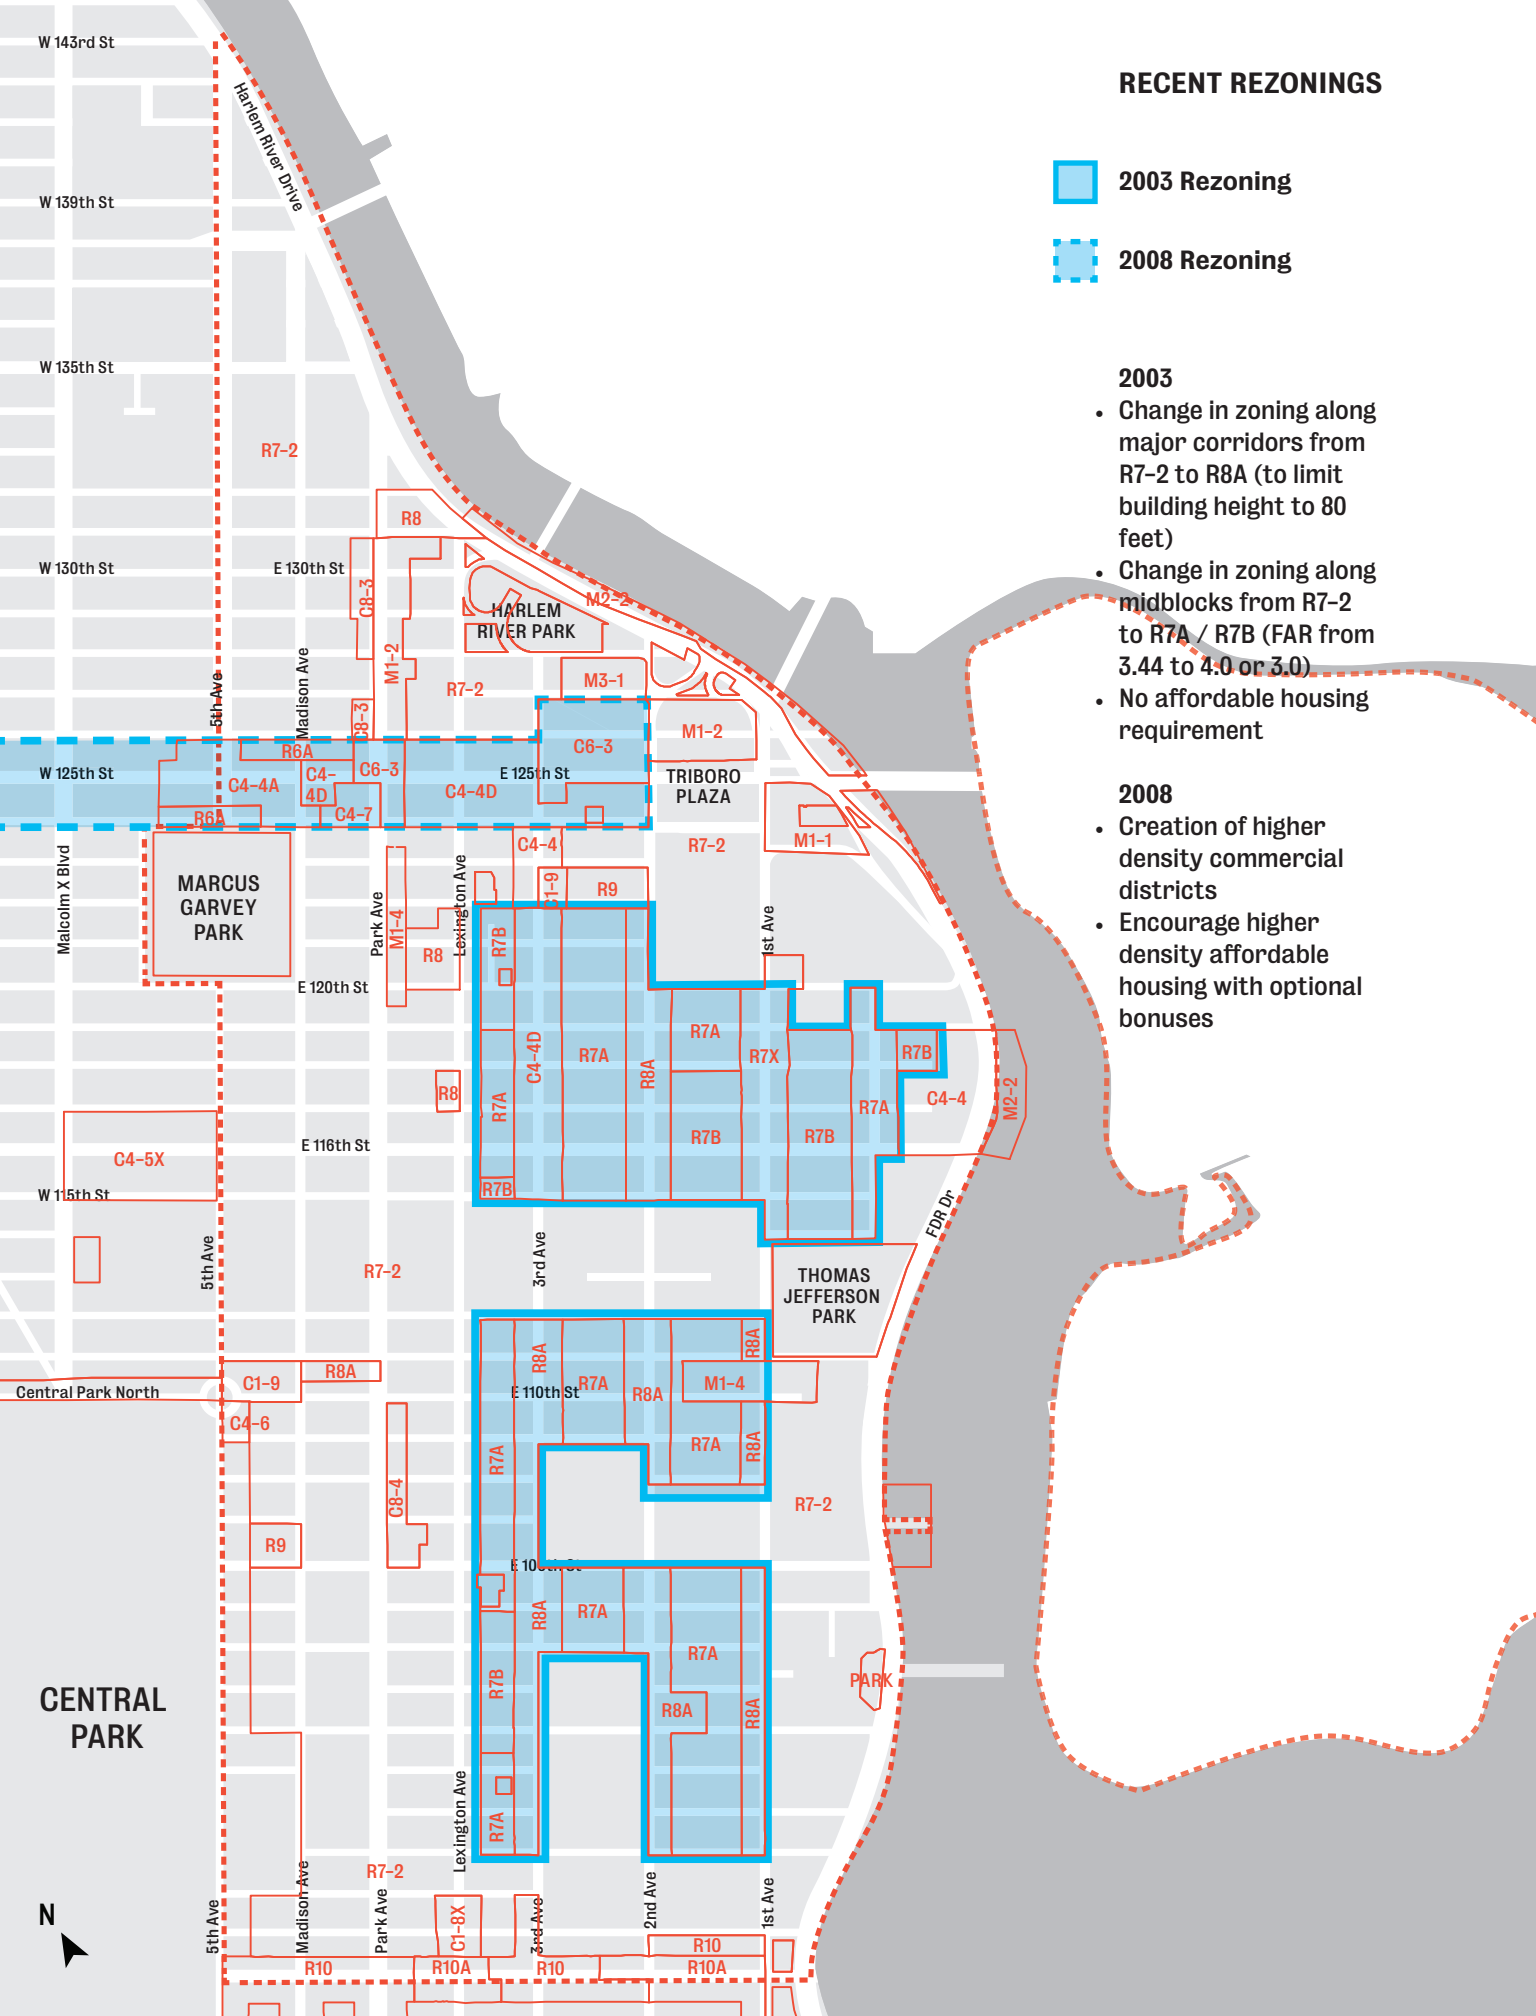 RECENT REZONINGS
2003 Rezoning
2008 Rezoning
2003
• Change in zoning along
major corridors from
R7-2 to R8A (to limit
building height to 80
feet)
• Change in zoning along
midblocks from R7-2
to R7A / R7B (FAR from
3.44 to 4.0 or 3.0)
• No affordable housing
requirement
2008
• Creation of higher
density commercial
districts
• Encourage higher
density affordable
housing with optional
bonuses
W 143rd St
Harlem River Drive
W 139th St
W 135th St
R7-2
R8
W 130th St
E 130th St
C8-3
M2-2
HARLEM
RIVER PARK
M1-2
R7-2
M3-1
5th Ave
Madison Ave
C8-3
M1-2
R6A
C6-3
W 125th St
C4-4A
C4-
4D
C6-3
C4-4D
E 125th St
TRIBORO
PLAZA
R6A
C4-7
C4-4
R7-2
M1-1
Malcolm X Blvd
MARCUS
GARVEY
PARK
Park Ave
M1-4
Lexington Ave
C1-9
R9
R8
R7B
1st Ave
E 120th St
R7A
C4-4D
R7A
R8A
R7X
R7B
R8
R7A
R7A
C4-4
M2-2
R7B
R7B
E 116th St
C4-5X
W 115th St
R7B
FDR Dr
5th Ave
R7-2
3rd Ave
THOMAS
JEFFERSON
PARK
R8A
R8A
C1-9
R8A
Central Park North
E 110th St
R7A
R8A
M1-4
C4-6
R7A
R7A
R8A
C8-4
R7-2
R9
E 106th St
R8A
R7A
R7A
R7B
PARK
R8A
R8A
CENTRAL
PARK
R7A
Lexington Ave
R7-2
N
5th Ave
Madison Ave
Park Ave
C1-8X
3rd Ave
2nd Ave
1st Ave
R10
R10
R10A
R10
R10A